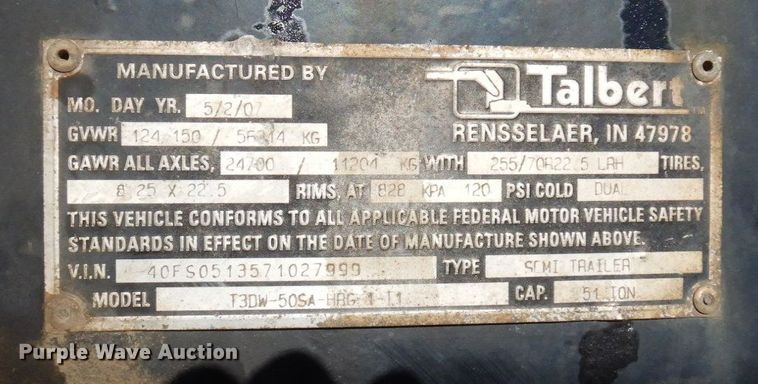 MANUFACTURED BY Talbert
MO. DAY YR. 5/2/07 RENSSELAER, IN 47978
GVWR 124 150 / 56314 KG
GAWR ALL AXLES, 24700 / 11204 KG WITH 255/70R22.5 LRH TIRES,
8 25 X 22.5 RIMS, AT 828 KPA 120 PSI COLD DUAL
THIS VEHICLE CONFORMS TO ALL APPLICABLE FEDERAL MOTOR VEHICLE SAFETY
STANDARDS IN EFFECT ON THE DATE OF MANUFACTURE SHOWN ABOVE.
V.I.N. 40FS0513571027999 TYPE SEMI TRAILER
MODEL CAP. 51 TON
Purple Wave Auction